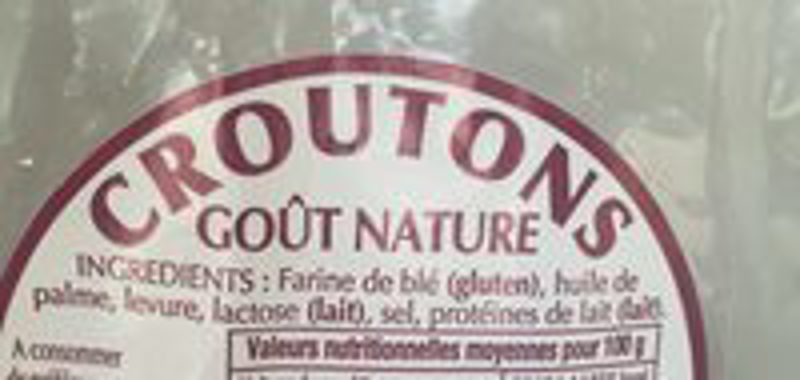 CROUTONS
GOÛT NATURE
INGREDIENTS : Farine de blé (gluten), huile de
palme, levure, lactose (lait), sel, protéines de lait (lait).
A consommer
Valeurs nutritionnelles moyennes pour 100 g